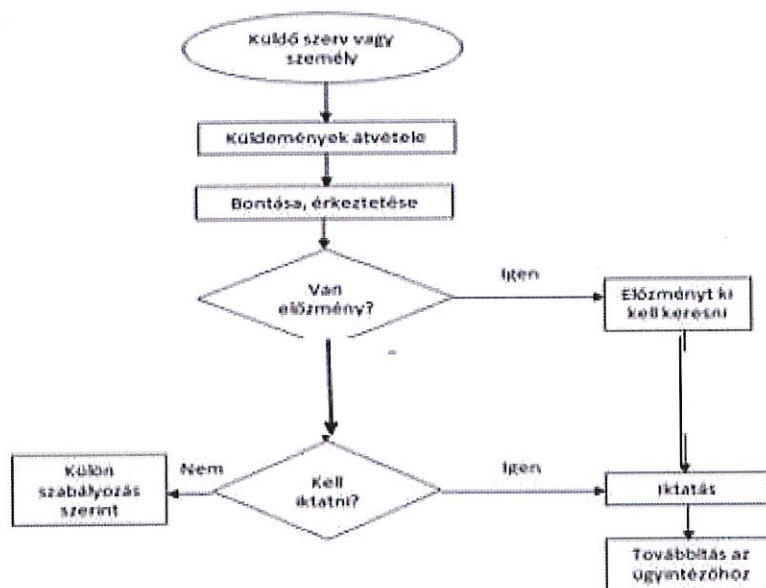 Küldő szerv vagy
személy
Küldemények átvétele
Bontása, érkeztetése
Van
előzmény?
Igen
Előzményt ki
kell keresni
Külön
szabályozás
szerint
Nem
Kell
iktatni?
Igen
Iktatás
Továbbítás az
ügyintézőhöz